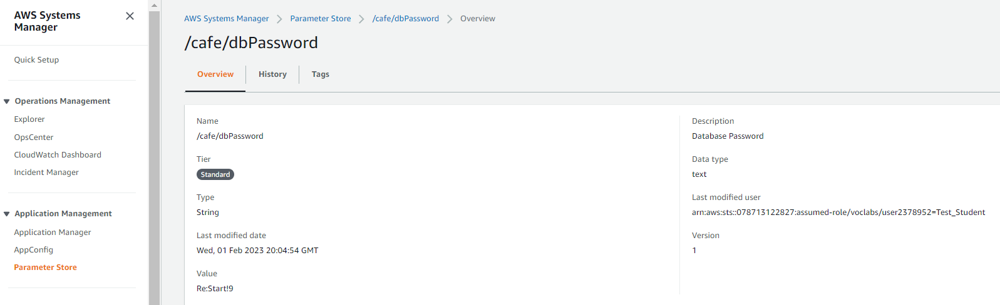 AWS Systems
Manager
Quick Setup
Operations Management
Explorer
OpsCenter
CloudWatch Dashboard
Incident Manager
Application Management
Application Manager
AppConfig
Parameter Store
AWS Systems Manager > Parameter Store > /cafe/dbPassword > Overview
/cafe/dbPassword
Overview History Tags
Name
/cafe/dbPassword
Tier
Standard
Type
String
Last modified date
Wed, 01 Feb 2023 20:04:54 GMT
Value
Re:Start!9
Description
Database Password
Data type
text
Last modified user
arn:aws:sts::078713122827:assumed-role/voclabs/user2378952=Test_Student
Version
1